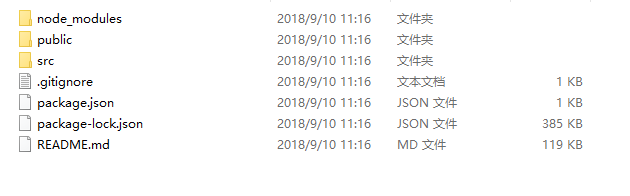 node_modules 2018/9/10 11:16 文件夹
public 2018/9/10 11:16 文件夹
src 2018/9/10 11:16 文件夹
.gitignore 2018/9/10 11:16 文本文档 1 KB
package.json 2018/9/10 11:16 JSON 文件 1 KB
package-lock.json 2018/9/10 11:16 JSON 文件 385 KB
README.md 2018/9/10 11:16 MD 文件 119 KB